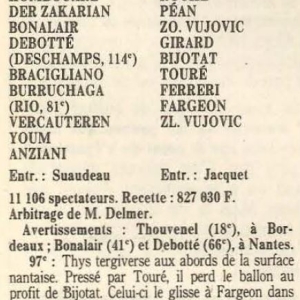 DER ZAKARIAN PÉAN
BONALAIR ZO. VUJOVIC
DEBOTTÉ GIRARD
(DESCHAMPS, 114ᵉ) BIJOTAT
BRACIGLIANO TOURÉ
BURRUCHAGA FERRERI
(RIO, 81ᵉ) FARGEON
VERCAUTEREN ZL. VUJOVIC
YOUM
ANZIANI
Entr. : Suaudeau Entr. : Jacquet
11 106 spectateurs. Recette : 827 030 F.
Arbitrage de M. Delmer.
Avertissements : Thouvenel (18ᵉ), à Bor-
deaux ; Bonalair (41ᵉ) et Debotté (66ᵉ), à Nantes.
97ᵉ : Thys tergiverse aux abords de la surface
nantaise. Pressé par Touré, il perd le ballon au
profit de Bijotat. Celui-ci le glisse à Fargeon dans